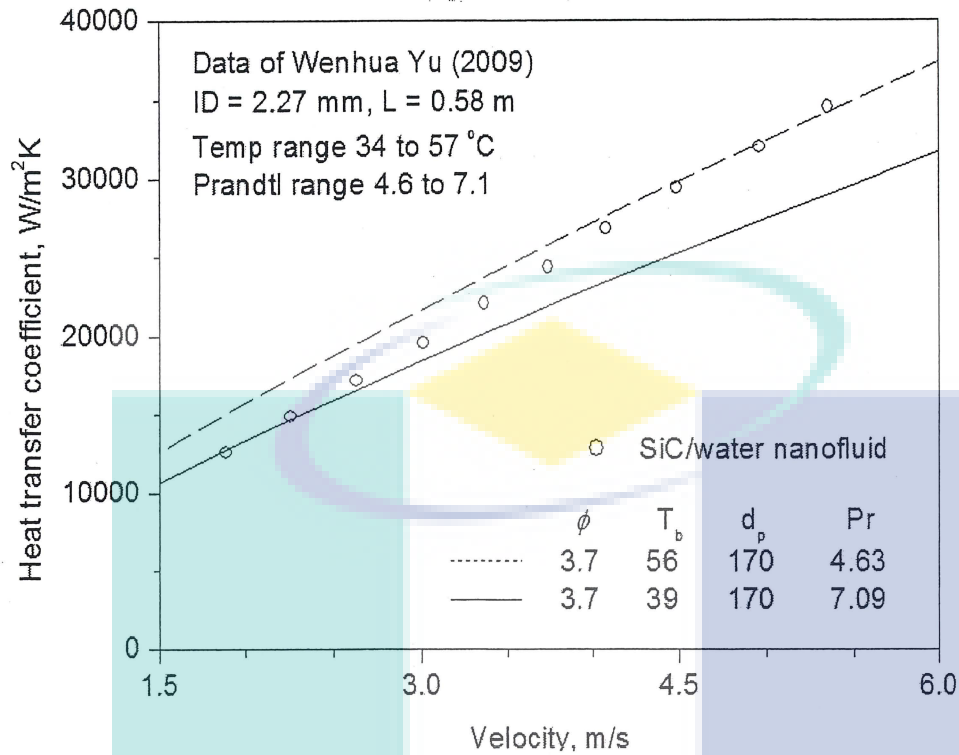 40000
Data of Wenhua Yu (2009)
ID = 2.27 mm, L = 0.58 m
Temp range 34 to 57 °C
Prandtl range 4.6 to 7.1
30000
20000
10000
0
Heat transfer coefficient, W/m²K
SiC/water nanofluid
ϕ T_b d_p Pr
3.7 56 170 4.63
3.7 39 170 7.09
1.5 3.0 4.5 6.0
Velocity, m/s